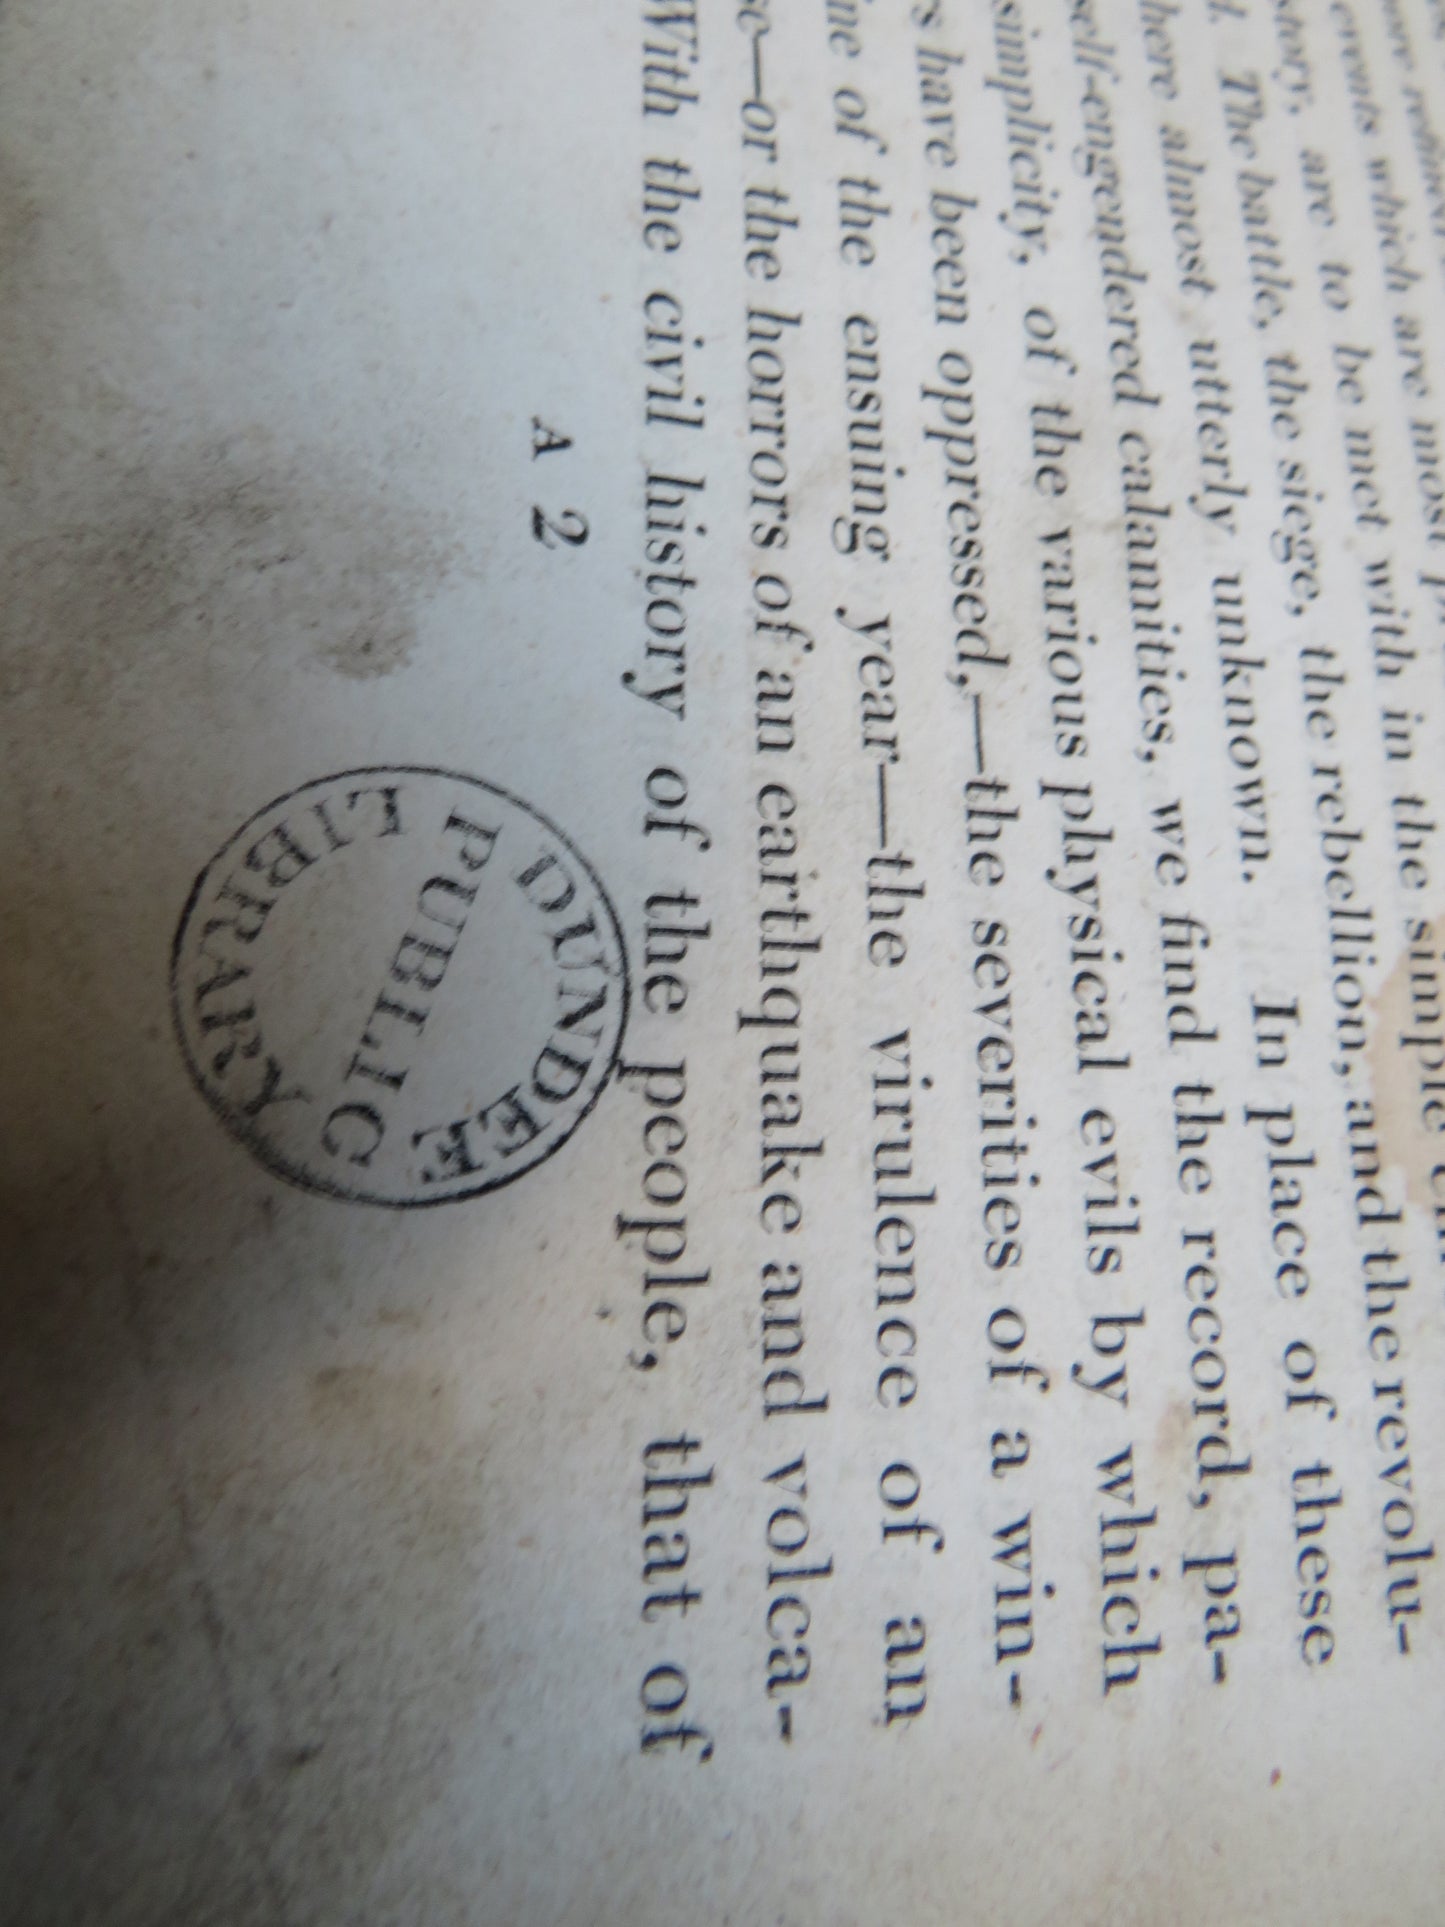 events which are most
story, are to be met with in the simple
The battle, the siege, the rebellion, and the revolu-
here almost utterly unknown. In place of these
self-engendered calamities, we find the record, pa-
simplicity, of the various physical evils by which
s have been oppressed,—the severities of a win-
ine of the ensuing year—the virulence of an
se—or the horrors of an earthquake and volca-
With the civil history of the people, that of
A 2
DUNDEE
PUBLIC
LIBRARY